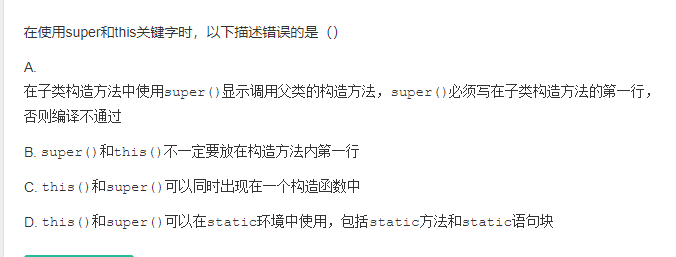 在使用super和this关键字时，以下描述错误的是（）
A.
在子类构造方法中使用super()显示调用父类的构造方法，super()必须写在子类构造方法的第一行，
否则编译不通过
B. super()和this()不一定要放在构造方法内第一行
C. this()和super()可以同时出现在一个构造函数中
D. this()和super()可以在static环境中使用，包括static方法和static语句块